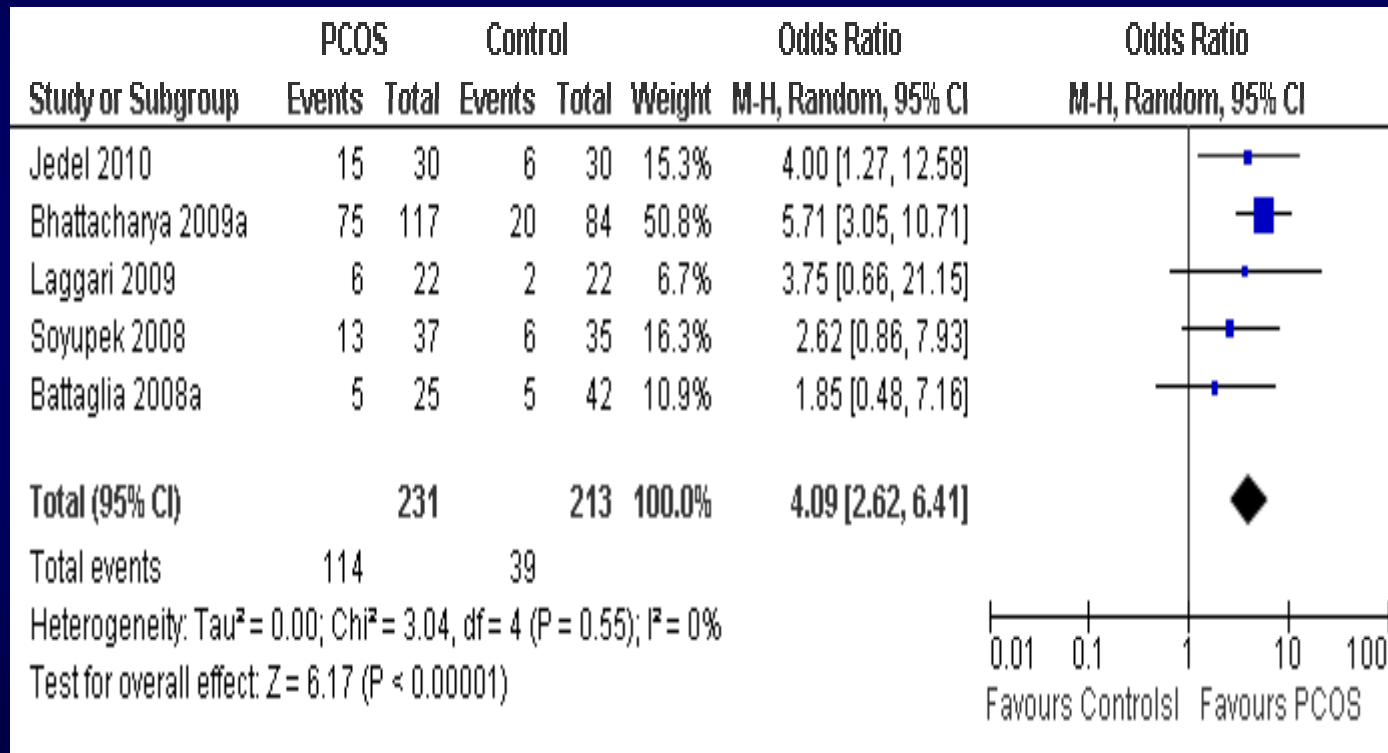 PCOS Control Odds Ratio Odds Ratio
Study or Subgroup Events Total Events Total Weight M-H, Random, 95% CI M-H, Random, 95% CI
Jedel 2010 15 30 6 30 15.3% 4.00 [1.27, 12.58]
Bhattacharya 2009a 75 117 20 84 50.8% 5.71 [3.05, 10.71]
Laggari 2009 6 22 2 22 6.7% 3.75 [0.66, 21.15]
Soyupek 2008 13 37 6 35 16.3% 2.62 [0.86, 7.93]
Battaglia 2008a 5 25 5 42 10.9% 1.85 [0.48, 7.16]
Total (95% CI) 231 213 100.0% 4.09 [2.62, 6.41]
Total events 114 39
Heterogeneity: Tau² = 0.00; Chi² = 3.04, df = 4 (P = 0.55); I² = 0%
Test for overall effect: Z = 6.17 (P < 0.00001)
0.01 0.1 1 10 100
Favours Controlsl Favours PCOS